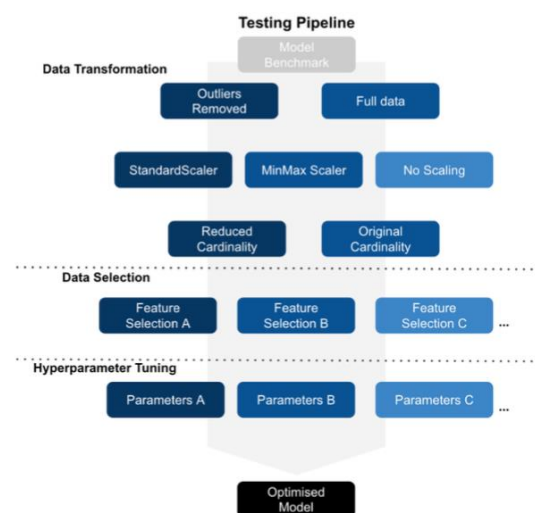 Testing Pipeline
Model
Benchmark
Data Transformation
Outliers
Removed
Full data
StandardScaler
MinMax Scaler
No Scaling
Reduced
Cardinality
Original
Cardinality
Data Selection
Feature
Selection A
Feature
Selection B
Feature
Selection C
...
Hyperparameter Tuning
Parameters A
Parameters B
Parameters C
...
Optimised
Model